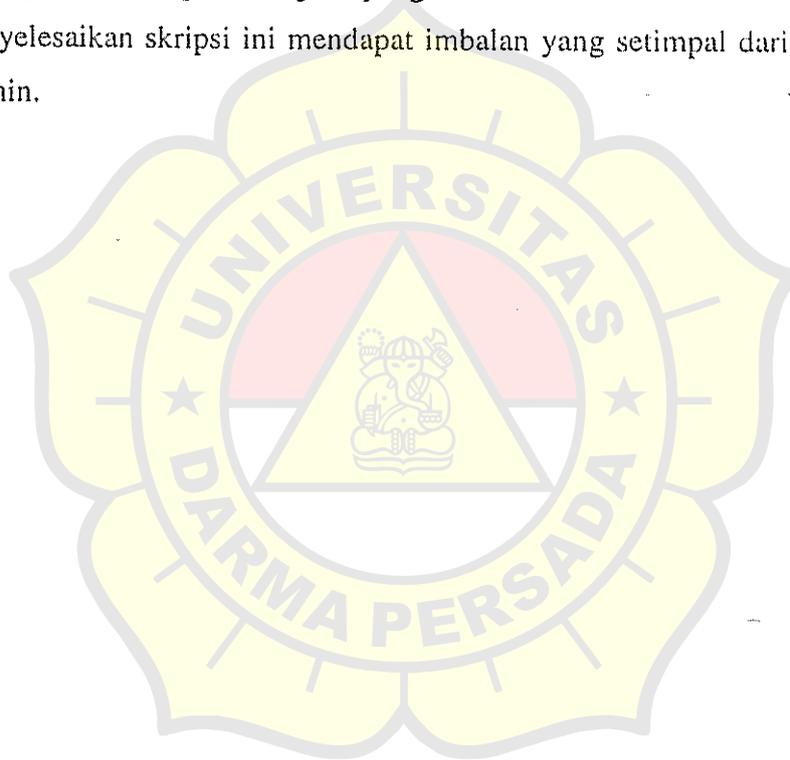 yelesaikan skripsi ini mendapat imbalan yang setimpal dari
nin.
UNIVERSITAS
DARMA PERSADA